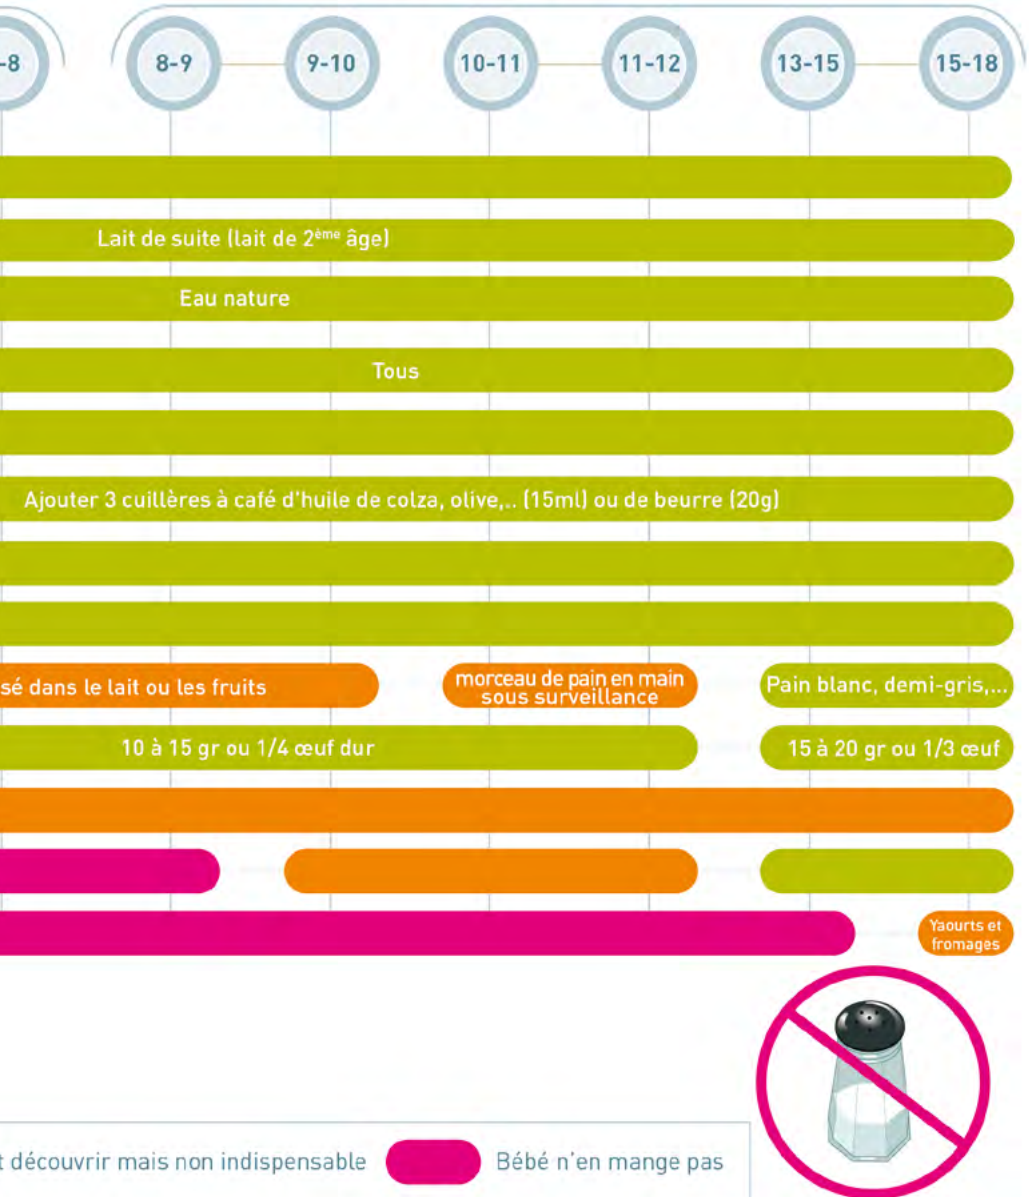 -8 8-9 9-10 10-11 11-12 13-15 15-18
Lait de suite (lait de 2ème âge)
Eau nature
Tous
Ajouter 3 cuillères à café d'huile de colza, olive,.. (15ml) ou de beurre (20g)
sé dans le lait ou les fruits
morceau de pain en main
sous surveillance
Pain blanc, demi-gris,...
10 à 15 gr ou 1/4 œuf dur
15 à 20 gr ou 1/3 œuf
Yaourts et
fromages
t découvrir mais non indispensable
Bébé n'en mange pas